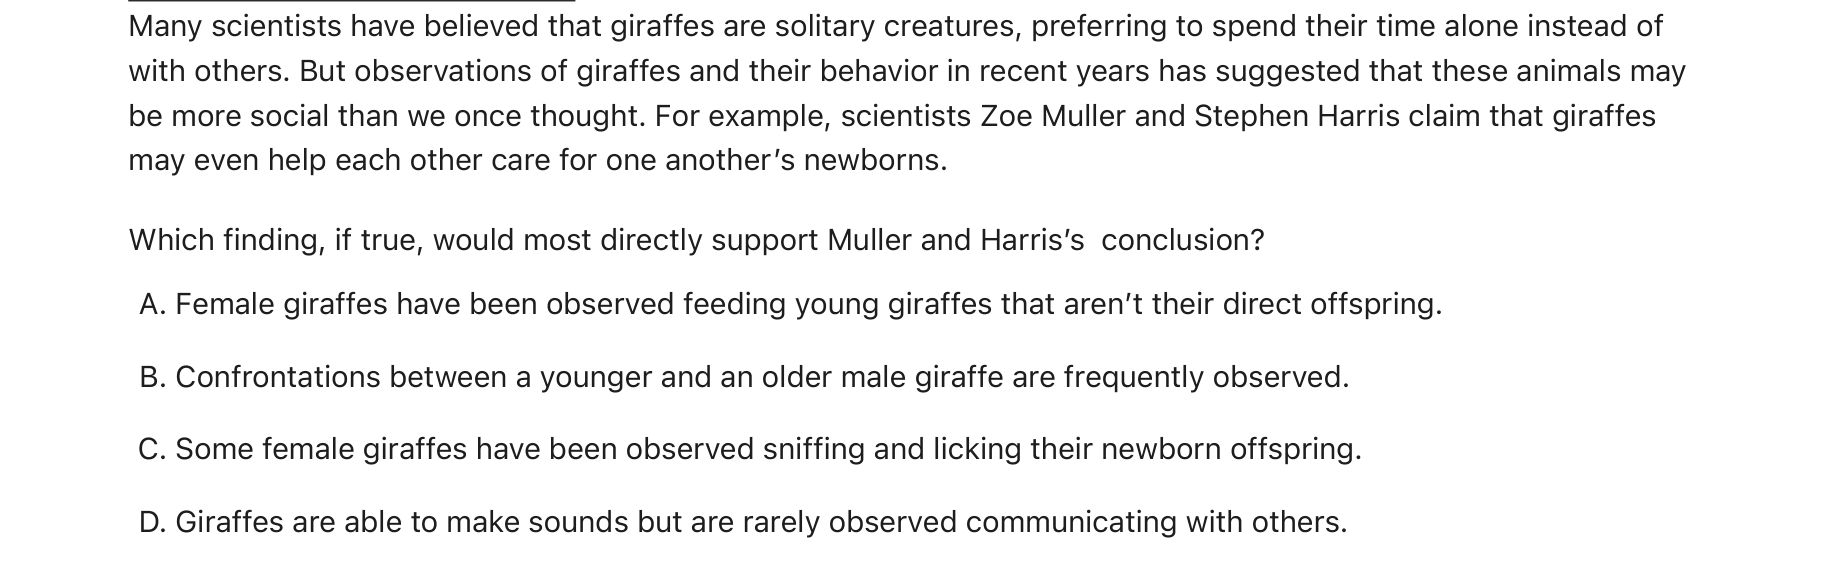 Many scientists have believed that giraffes are solitary creatures, preferring to spend their time alone instead of
with others. But observations of giraffes and their behavior in recent years has suggested that these animals may
be more social than we once thought. For example, scientists Zoe Muller and Stephen Harris claim that giraffes
may even help each other care for one another’s newborns.
Which finding, if true, would most directly support Muller and Harris’s  conclusion?
A. Female giraffes have been observed feeding young giraffes that aren’t their direct offspring.
B. Confrontations between a younger and an older male giraffe are frequently observed.
C. Some female giraffes have been observed sniffing and licking their newborn offspring.
D. Giraffes are able to make sounds but are rarely observed communicating with others.